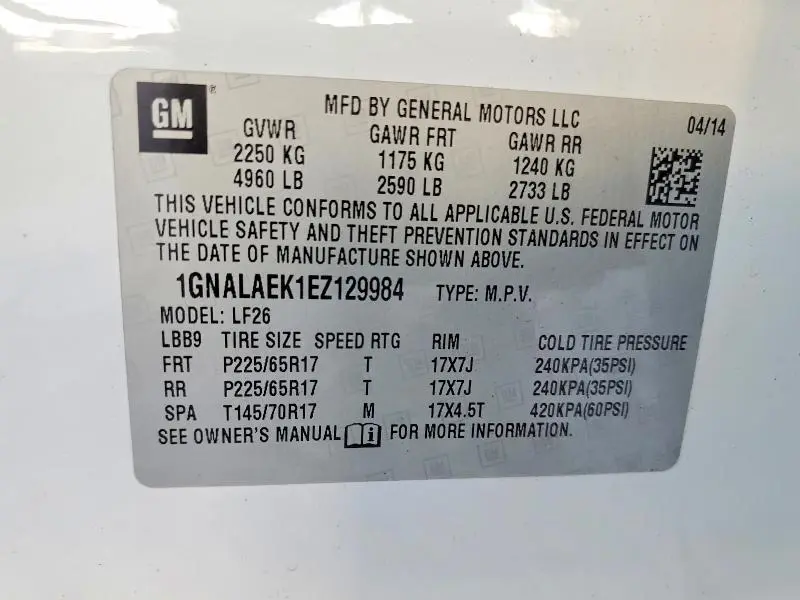 GM
MFD BY GENERAL MOTORS LLC 04/14
GVWR GAWR FRT GAWR RR
2250 KG 1175 KG 1240 KG
4960 LB 2590 LB 2733 LB
THIS VEHICLE CONFORMS TO ALL APPLICABLE U.S. FEDERAL MOTOR
VEHICLE SAFETY AND THEFT PREVENTION STANDARDS IN EFFECT ON
THE DATE OF MANUFACTURE SHOWN ABOVE.
1GNALAEK1EZ129984 TYPE: M.P.V.
MODEL: LF26
LBB9 TIRE SIZE SPEED RTG RIM COLD TIRE PRESSURE
FRT P225/65R17 T 17X7J 240KPA(35PSI)
RR P225/65R17 T 17X7J 240KPA(35PSI)
SPA T145/70R17 M 17X4.5T 420KPA(60PSI)
SEE OWNER'S MANUAL i FOR MORE INFORMATION.